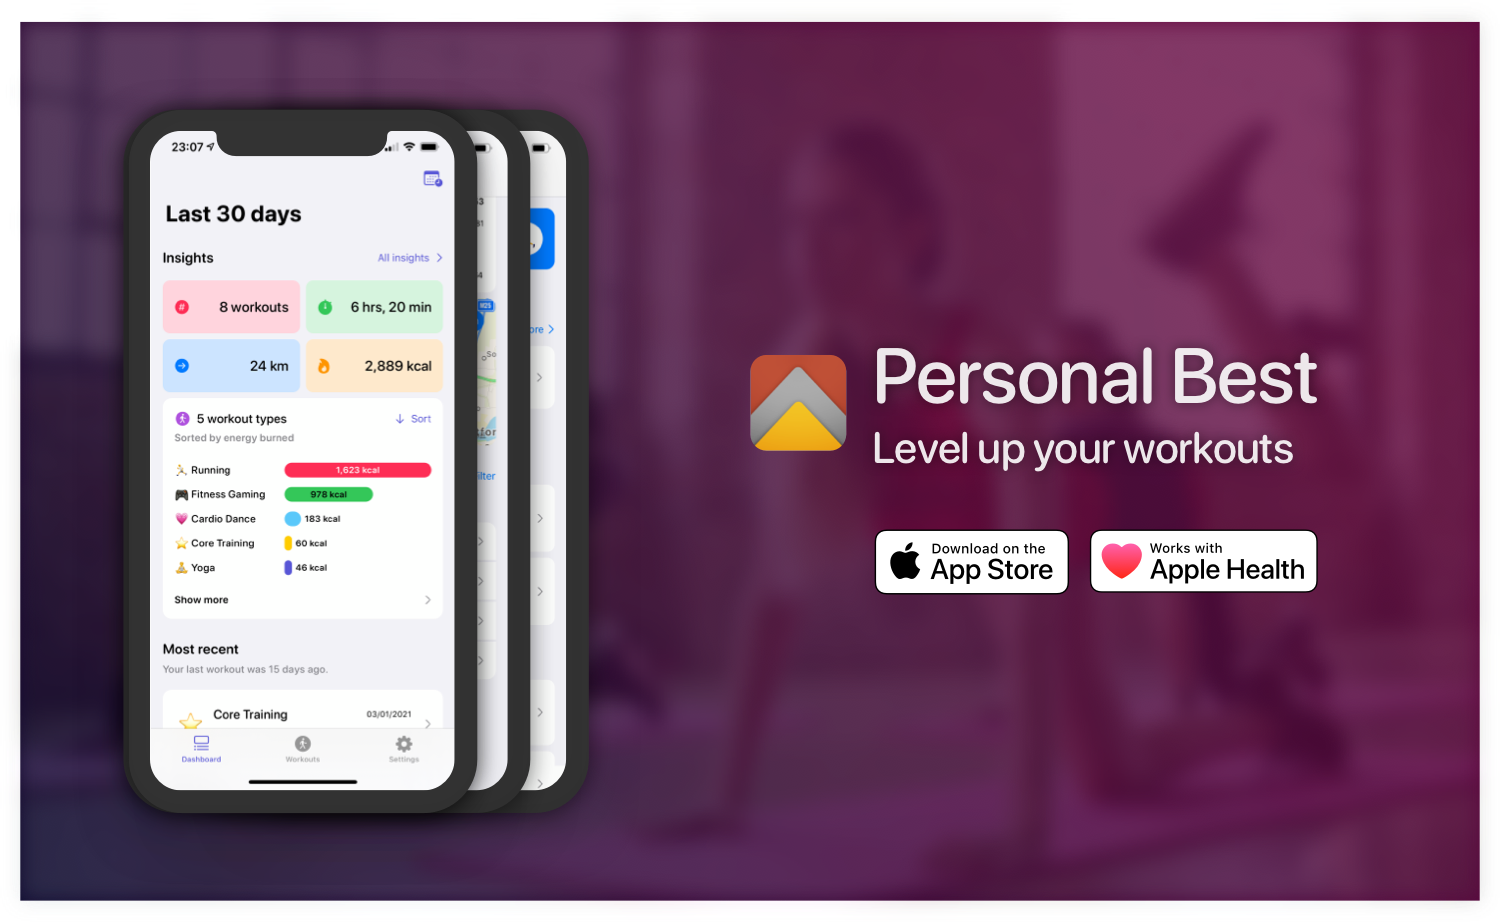 23:07
Last 30 days
Insights
All insights
8 workouts
6 hrs, 20 min
24 km
2,889 kcal
5 workout types
Sort
Sorted by energy burned
Running
1,623 kcal
Fitness Gaming
978 kcal
Cardio Dance
183 kcal
Core Training
60 kcal
Yoga
46 kcal
Show more
Most recent
Your last workout was 15 days ago.
Core Training
03/01/2021
Dashboard
Workouts
Settings
Personal Best
Level up your workouts
Download on the
App Store
Works with
Apple Health